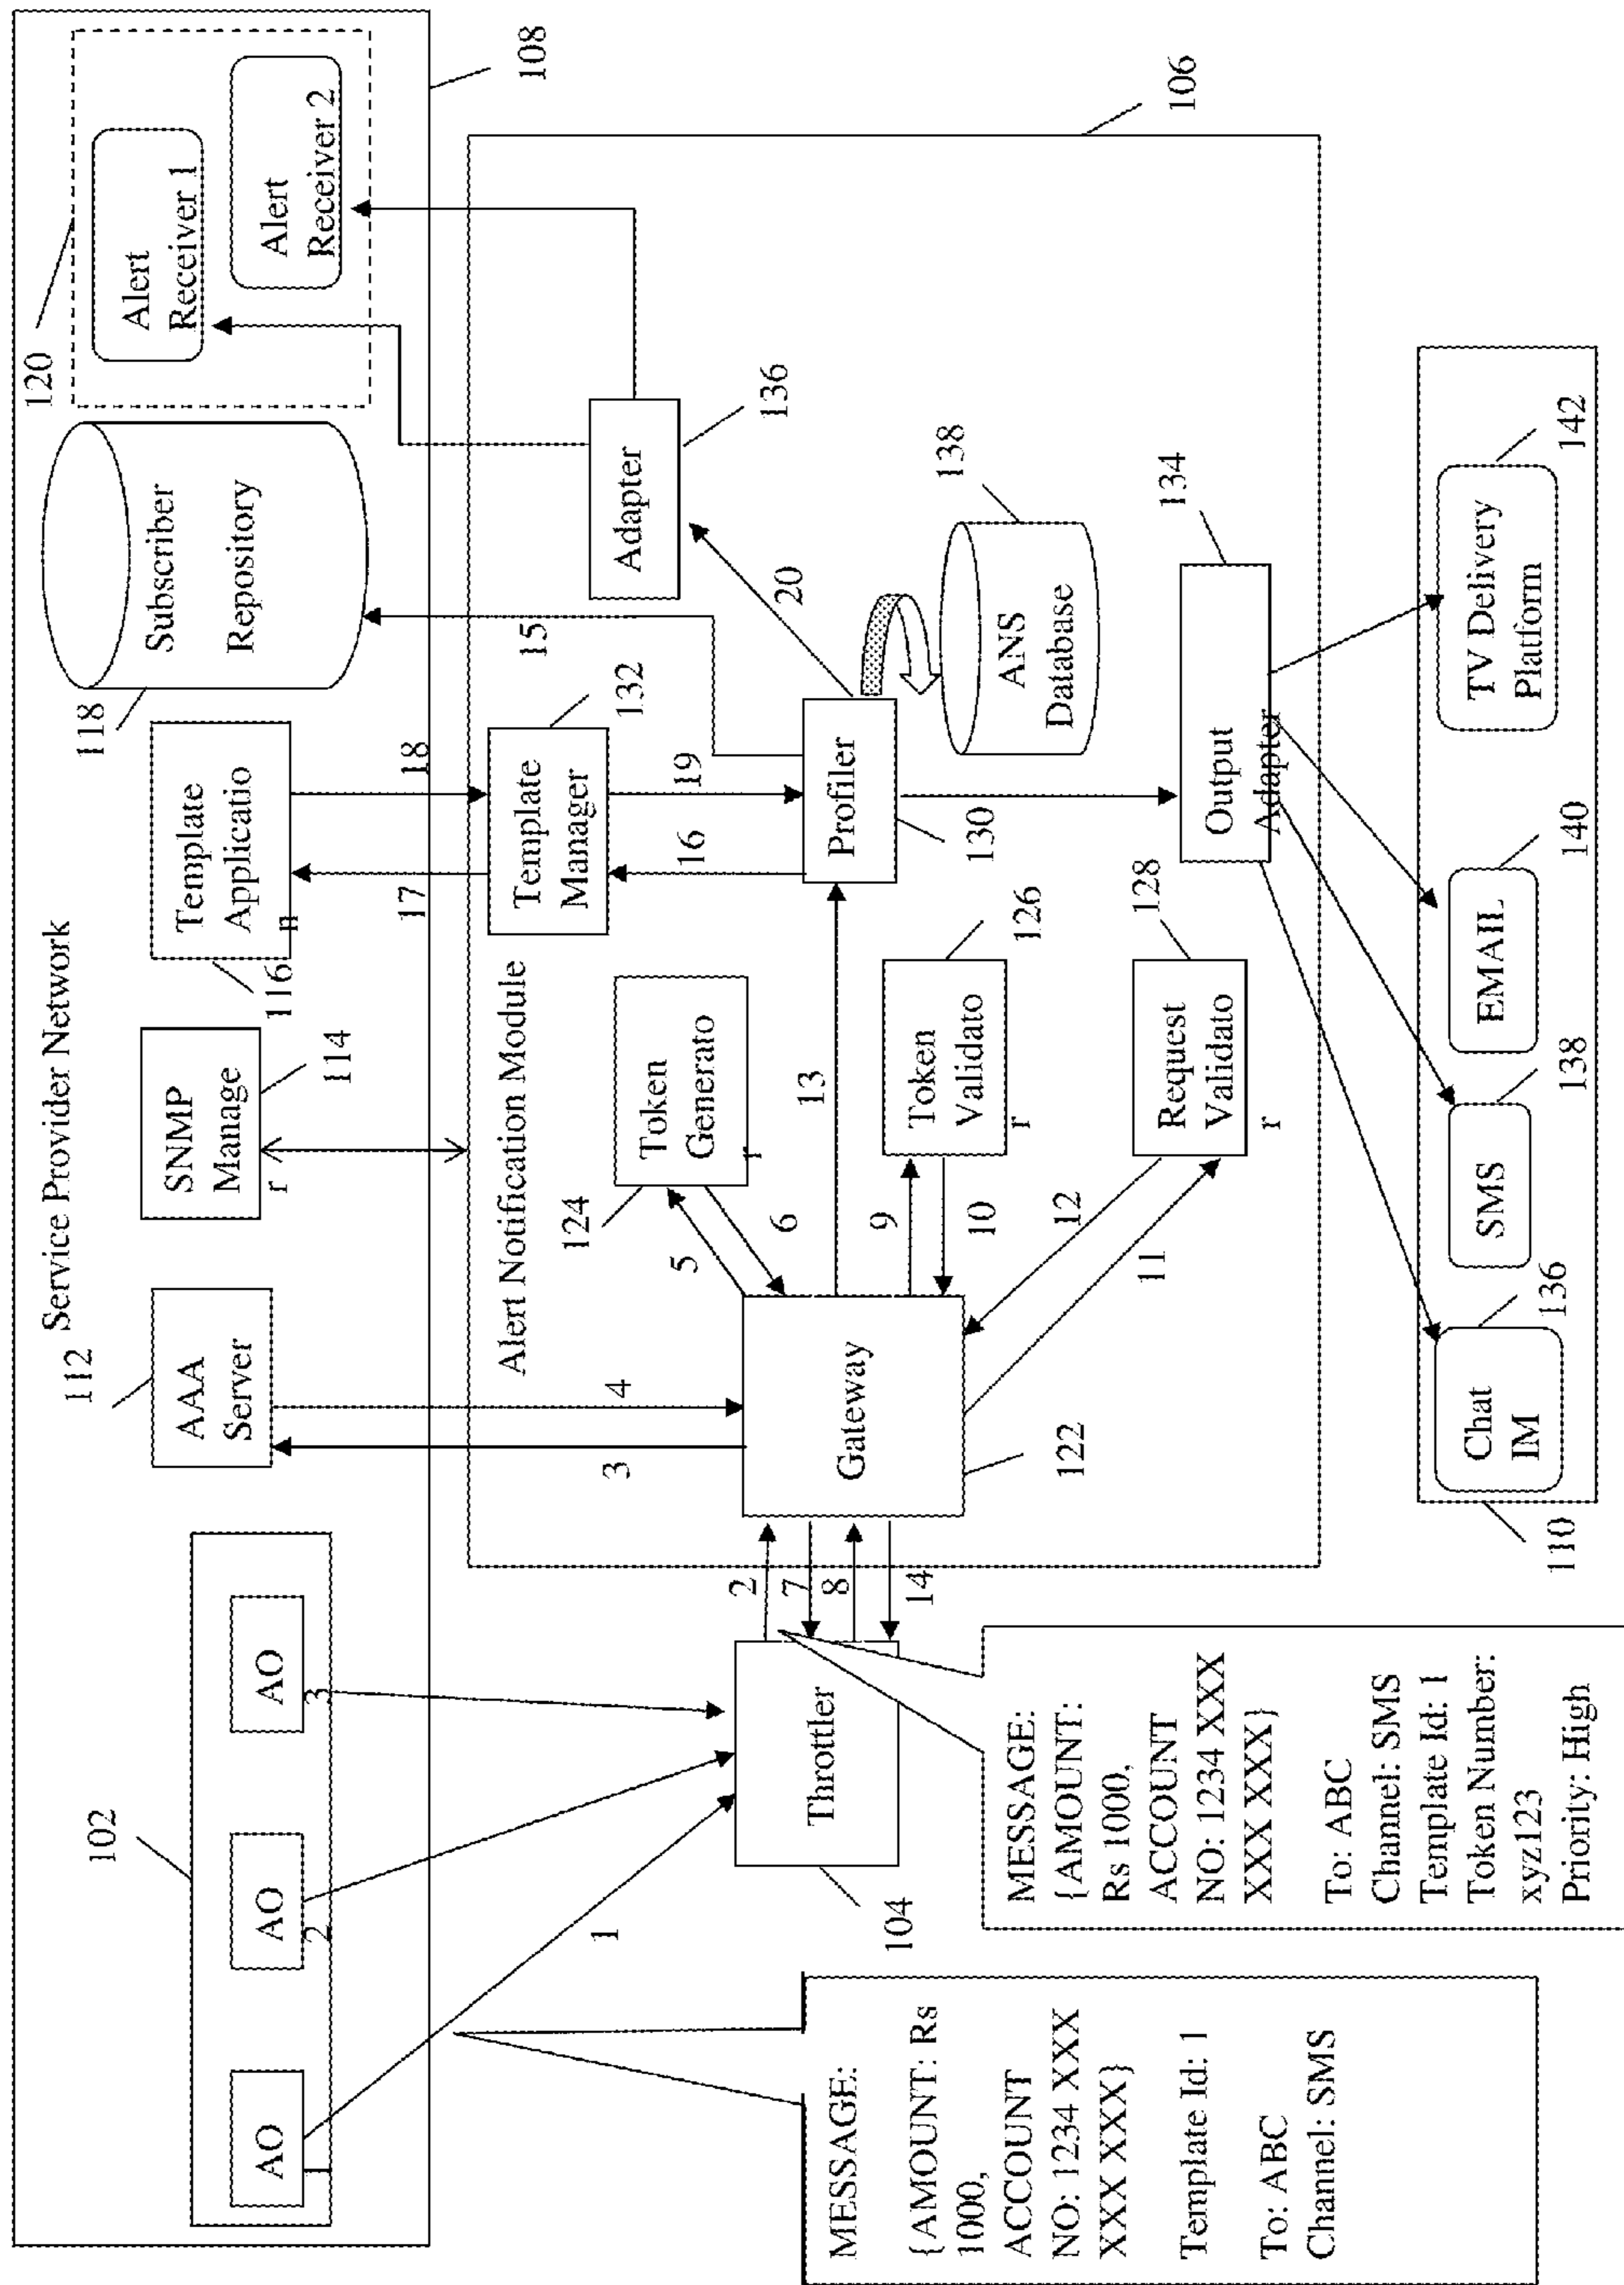 Service Provider Network
102
AO
1
AO
2
AO
3
112
AAA
Server
SNMP
Manage
r
114
Template
Applicatio
n
116
118
Subscriber
Repository
120
Alert
Receiver 1
Alert
Receiver 2
108
1
3
4
17
18
15
Alert Notification Module
106
Template
Manager
132
Adapter
136
124
Token
Generato
r
5
6
16
19
20
Throttler
104
2
7
8
14
Gateway
122
13
Profiler
130
ANS
Database
138
9
10
Token
Validato
r
126
12
11
Request
Validato
r
128
Output
Adapter
134
MESSAGE:
{AMOUNT: Rs
1000,
ACCOUNT
NO: 1234 XXX
XXX XXX}
Template Id: 1
To: ABC
Channel: SMS
MESSAGE:
{AMOUNT:
Rs 1000,
ACCOUNT
NO: 1234 XXX
XXX XXX}
To: ABC
Channel: SMS
Template Id: 1
Token Number:
xyz123
Priority: High
110
Chat
IM
136
SMS
138
EMAIL
140
TV Delivery
Platform
142